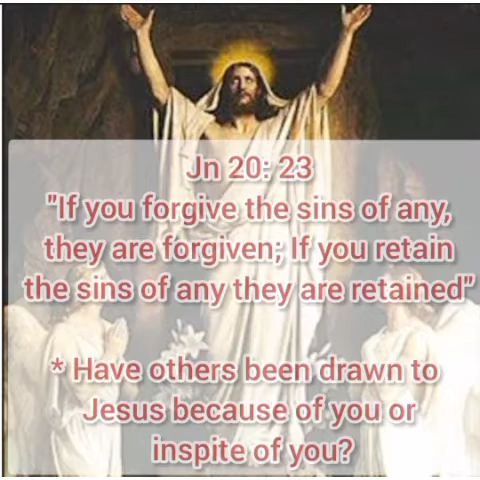 Jn 20: 23
"If you forgive the sins of any,
they are forgiven; If you retain
the sins of any they are retained"
* Have others been drawn to
Jesus because of you or
inspite of you?